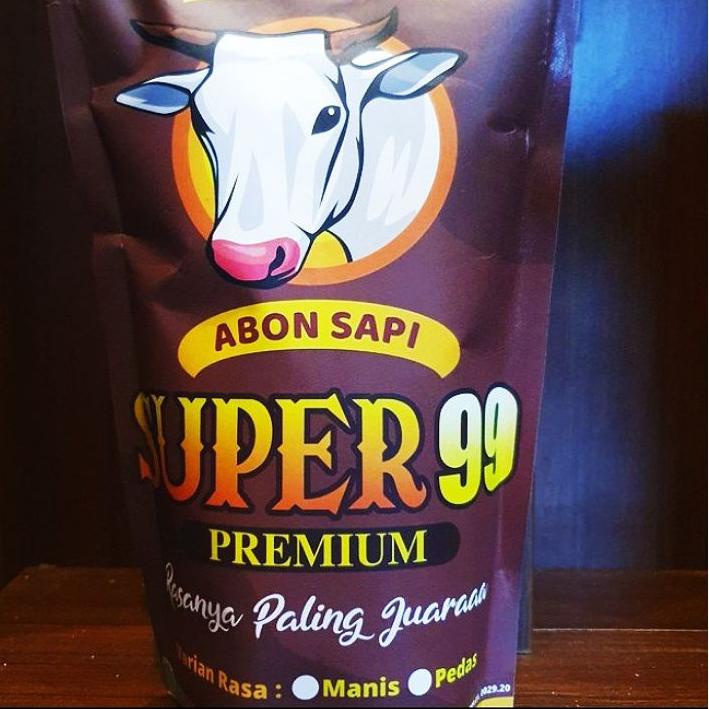 ABON SAPI
SUPER 99
PREMIUM
Rasanya Paling Juaraaa
Varian Rasa : Manis Pedas